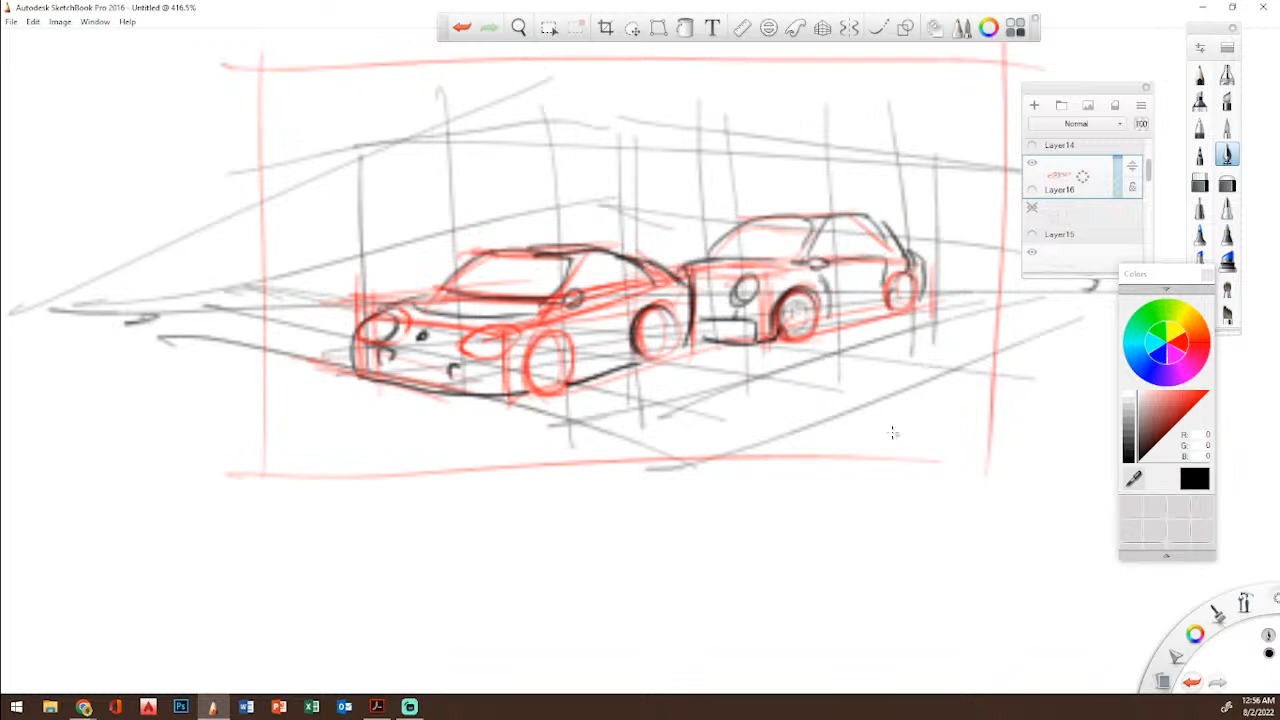 Autodesk SketchBook Pro 2016 - Untitled @ 416.5%
File Edit Image Window Help
T
Normal 100
Layer14
Layer16
Layer15
Colors
R: 0
G: 0
B: 0
12:56 AM
8/2/2022